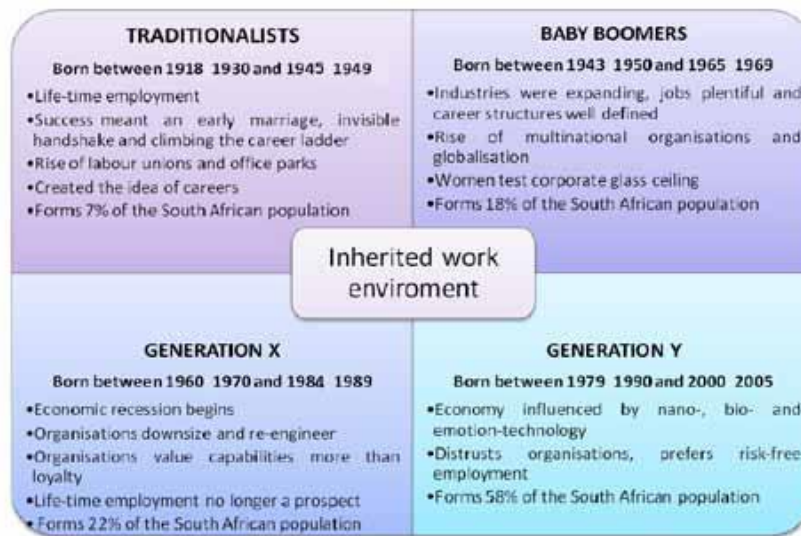 TRADITIONALISTS
Born between 1918 1930 and 1945 1949
•Life-time employment
•Success meant an early marriage, invisible
handshake and climbing the career ladder
•Rise of labour unions and office parks
•Created the idea of careers
•Forms 7% of the South African population
BABY BOOMERS
Born between 1943 1950 and 1965 1969
•Industries were expanding, jobs plentiful and
career structures well defined
•Rise of multinational organisations and
globalisation
•Women test corporate glass ceiling
•Forms 18% of the South African population
Inherited work
enviroment
GENERATION X
Born between 1960 1970 and 1984 1989
•Economic recession begins
•Organisations downsize and re-engineer
•Organisations value capabilities more than
loyalty
•Life-time employment no longer a prospect
• Forms 22% of the South African population
GENERATION Y
Born between 1979 1990 and 2000 2005
•Economy influenced by nano-, bio- and
emotion-technology
•Distrusts organisations, prefers risk-free
employment
•Forms 58% of the South African population